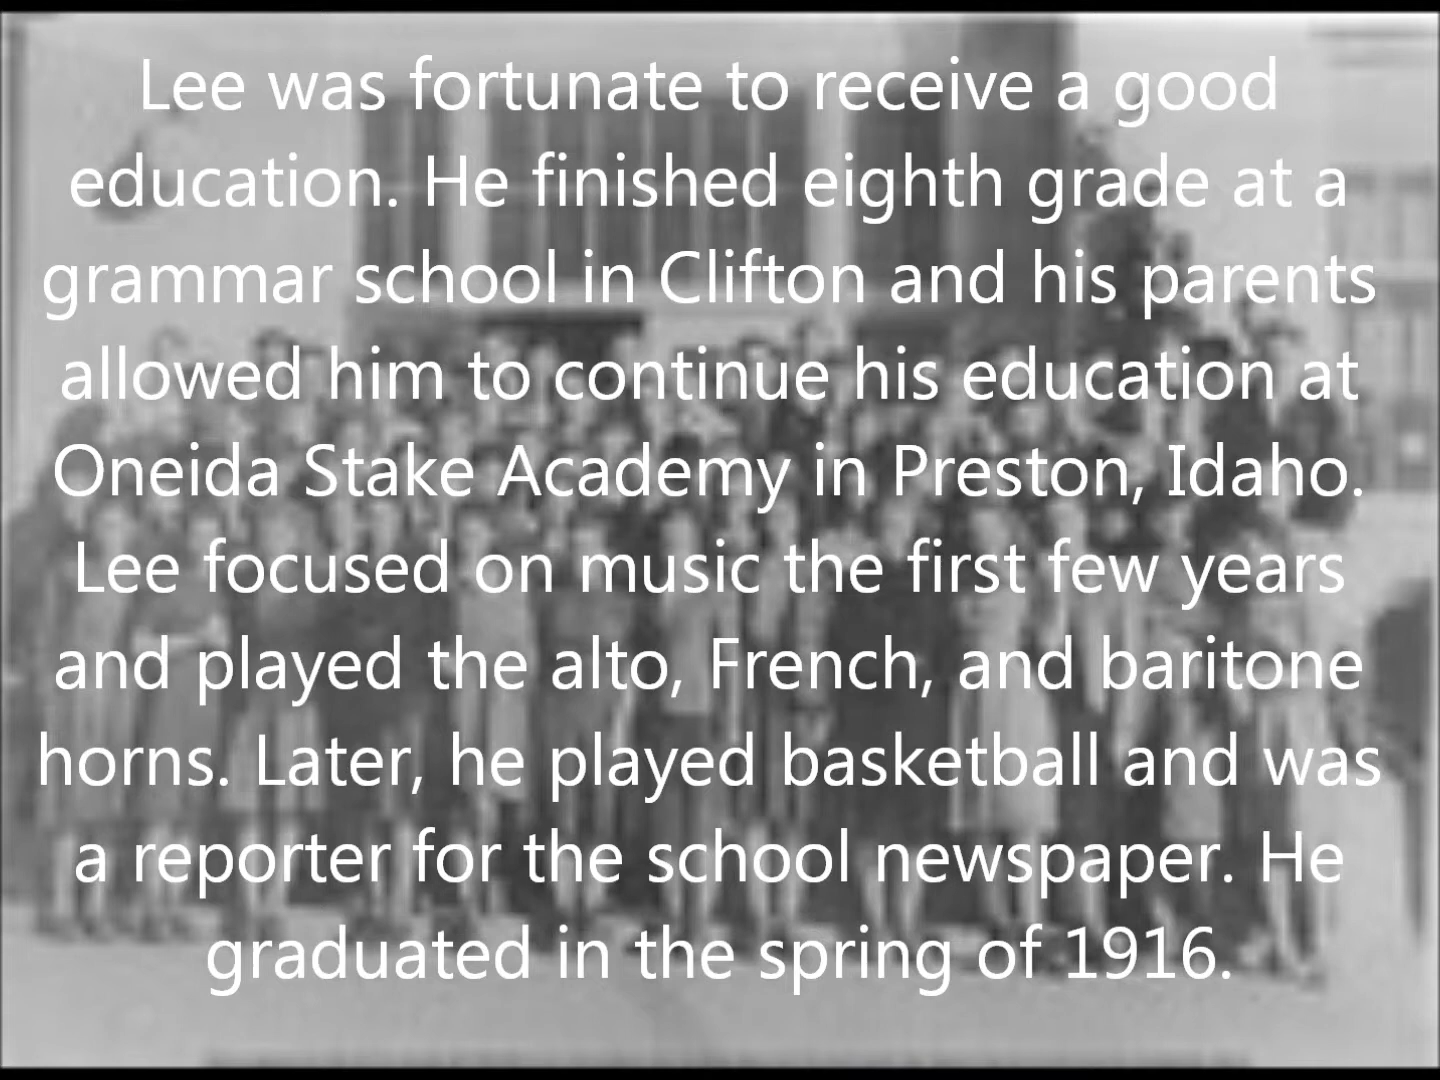 Lee was fortunate to receive a good
education. He finished eighth grade at a
grammar school in Clifton and his parents
allowed him to continue his education at
Oneida Stake Academy in Preston, Idaho.
Lee focused on music the first few years
and played the alto, French, and baritone
horns. Later, he played basketball and was
a reporter for the school newspaper. He
graduated in the spring of 1916.